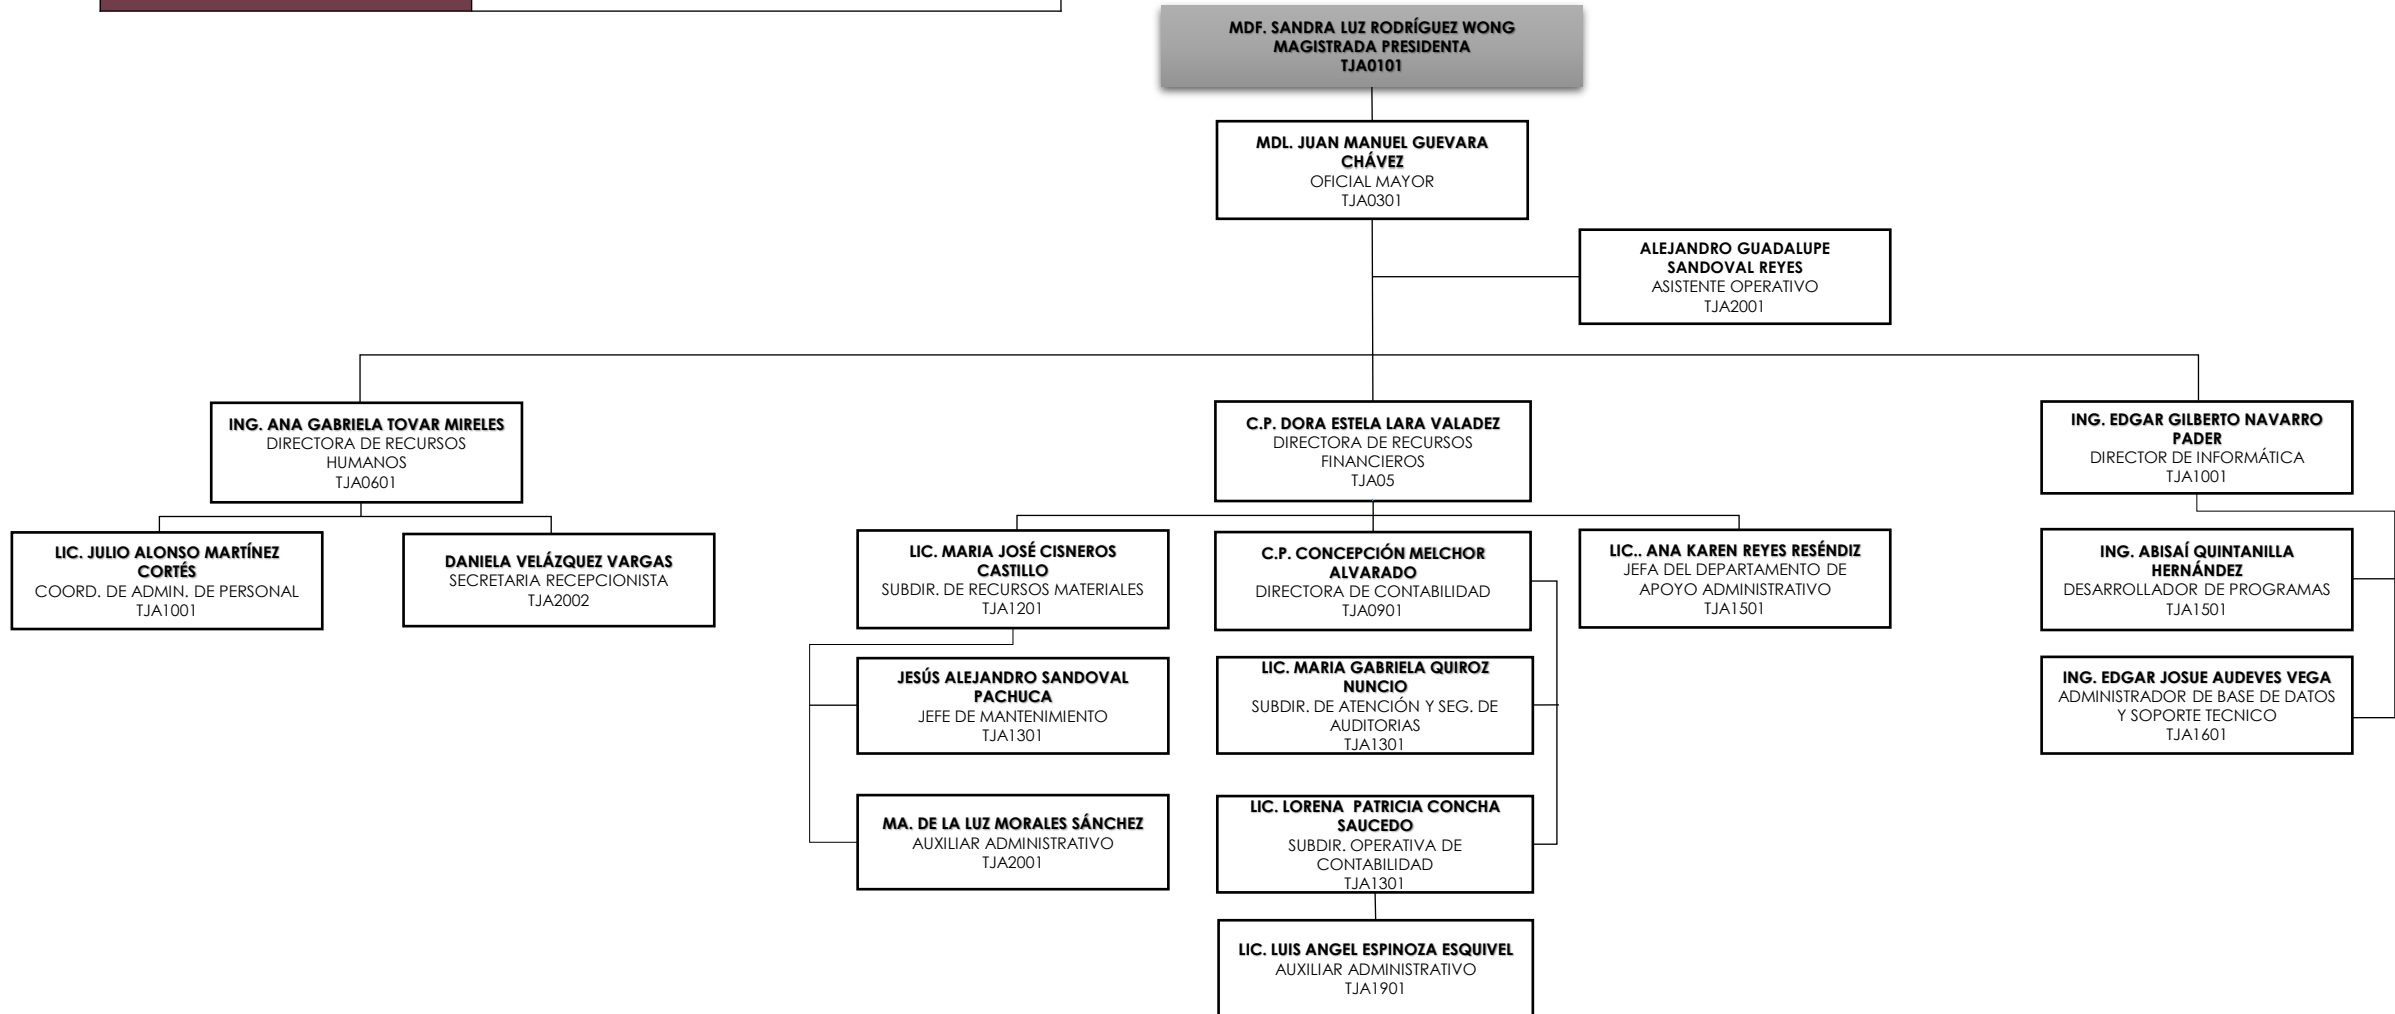 MDF. SANDRA LUZ RODRÍGUEZ WONG
MAGISTRADA PRESIDENTA
TJA0101
MDL. JUAN MANUEL GUEVARA
CHÁVEZ
OFICIAL MAYOR
TJA0301
ALEJANDRO GUADALUPE
SANDOVAL REYES
ASISTENTE OPERATIVO
TJA2001
ING. ANA GABRIELA TOVAR MIRELES
DIRECTORA DE RECURSOS
HUMANOS
TJA0601
C.P. DORA ESTELA LARA VALADEZ
DIRECTORA DE RECURSOS
FINANCIEROS
TJA05
ING. EDGAR GILBERTO NAVARRO
PADER
DIRECTOR DE INFORMÁTICA
TJA1001
LIC. JULIO ALONSO MARTÍNEZ
CORTÉS
COORD. DE ADMIN. DE PERSONAL
TJA1001
DANIELA VELÁZQUEZ VARGAS
SECRETARIA RECEPCIONISTA
TJA2002
LIC. MARIA JOSÉ CISNEROS
CASTILLO
SUBDIR. DE RECURSOS MATERIALES
TJA1201
C.P. CONCEPCIÓN MELCHOR
ALVARADO
DIRECTORA DE CONTABILIDAD
TJA0901
LIC.. ANA KAREN REYES RESÉNDIZ
JEFA DEL DEPARTAMENTO DE
APOYO ADMINISTRATIVO
TJA1501
ING. ABISAÍ QUINTANILLA
HERNÁNDEZ
DESARROLLADOR DE PROGRAMAS
TJA1501
JESÚS ALEJANDRO SANDOVAL
PACHUCA
JEFE DE MANTENIMIENTO
TJA1301
LIC. MARIA GABRIELA QUIROZ
NUNCIO
SUBDIR. DE ATENCIÓN Y SEG. DE
AUDITORIAS
TJA1301
ING. EDGAR JOSUE AUDEVES VEGA
ADMINISTRADOR DE BASE DE DATOS
Y SOPORTE TECNICO
TJA1601
MA. DE LA LUZ MORALES SÁNCHEZ
AUXILIAR ADMINISTRATIVO
TJA2001
LIC. LORENA  PATRICIA CONCHA
SAUCEDO
SUBDIR. OPERATIVA DE
CONTABILIDAD
TJA1301
LIC. LUIS ANGEL ESPINOZA ESQUIVEL
AUXILIAR ADMINISTRATIVO
TJA1901